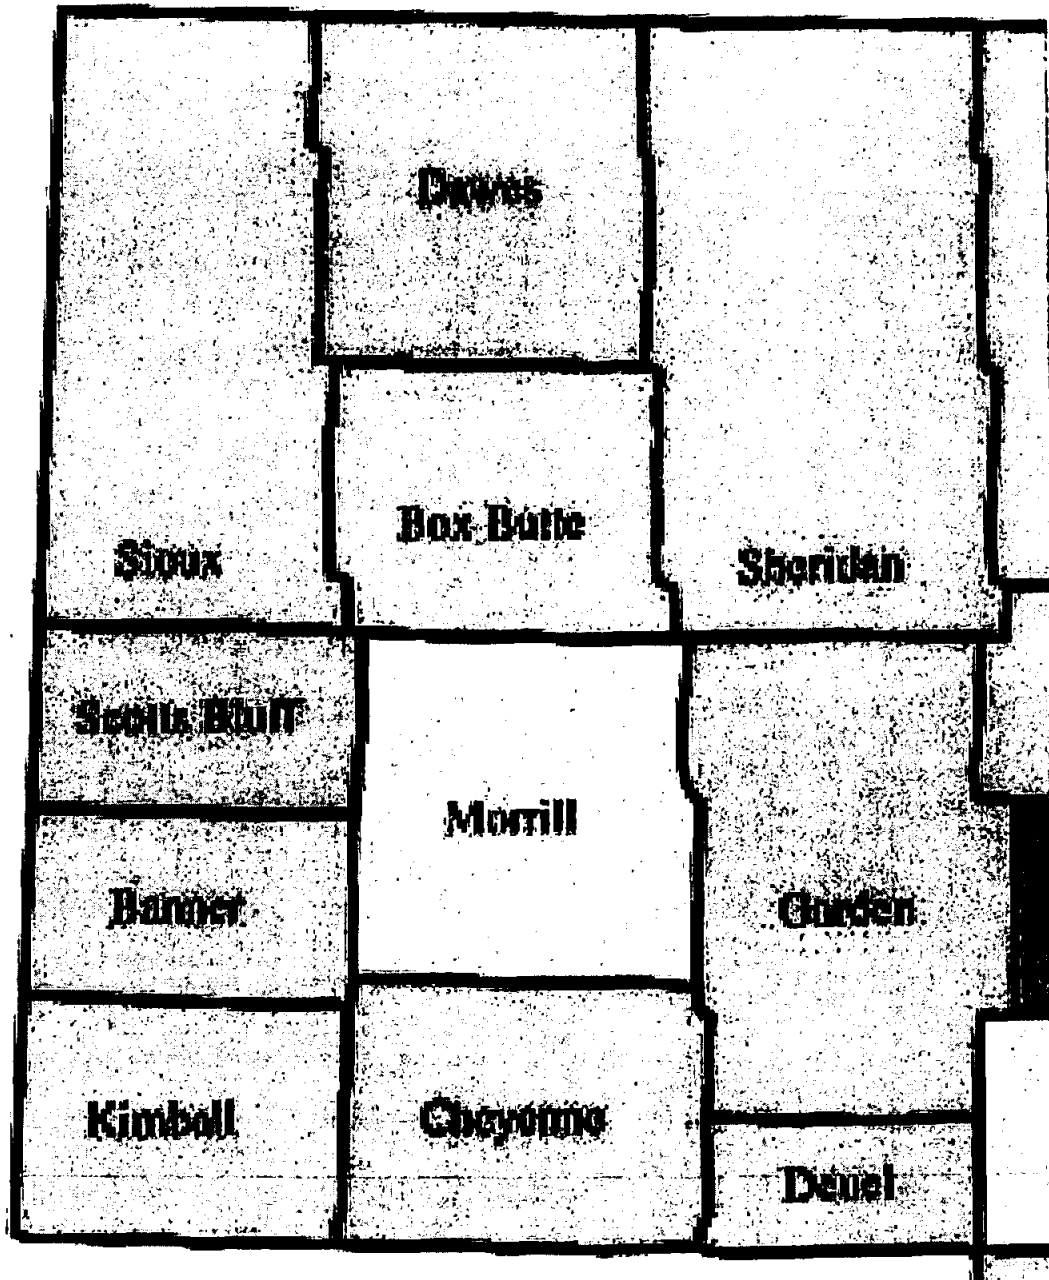 Dawes
Box Butte
Sioux
Sheridan
Scotts Bluff
Morrill
Banner
Garden
Kimball
Cheyenne
Deuel